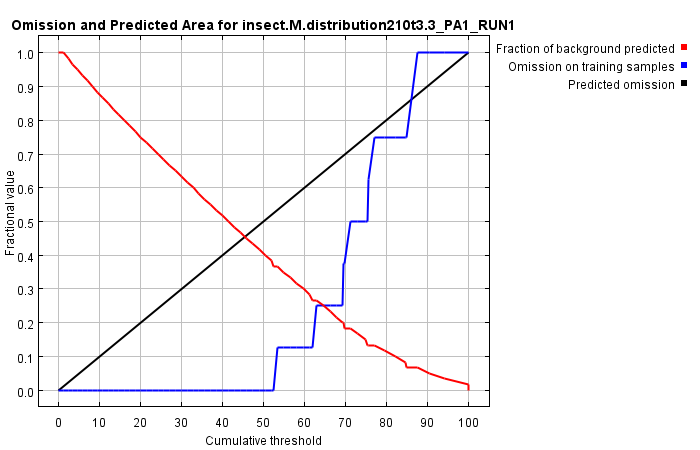 Omission and Predicted Area for insect.M.distribution210t3.3_PA1_RUN1
Fraction of background predicted
Omission on training samples
Predicted omission
Fractional value
1.0
0.9
0.8
0.7
0.6
0.5
0.4
0.3
0.2
0.1
0.0
0 10 20 30 40 50 60 70 80 90 100
Cumulative threshold